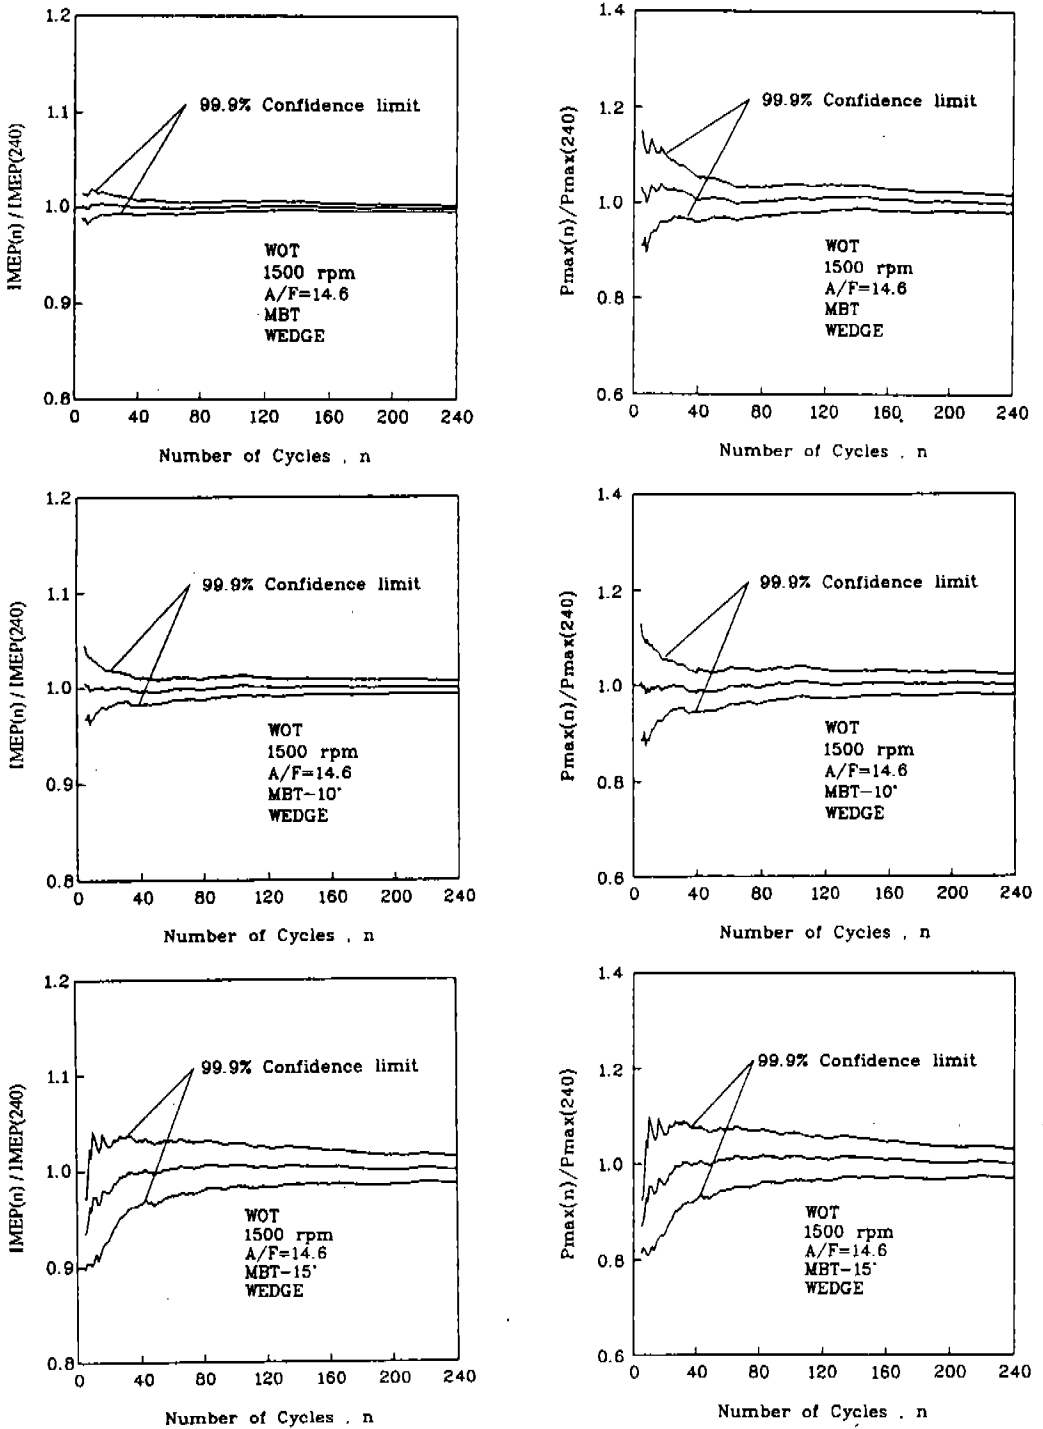 1.2
1.1
1.0
0.9
0.8
IMEP(n) / IMEP(240)
99.9% Confidence limit
WOT
1500 rpm
A/F=14.6
MBT
WEDGE
0 40 80 120 160 200 240
Number of Cycles , n
1.4
1.2
1.0
0.8
0.6
Pmax(n)/Pmax(240)
99.9% Confidence limit
WOT
1500 rpm
A/F=14.6
MBT
WEDGE
0 40 80 120 160 200 240
Number of Cycles , n
1.2
1.1
1.0
0.9
0.8
IMEP(n) / IMEP(240)
99.9% Confidence limit
WOT
1500 rpm
A/F=14.6
MBT-10°
WEDGE
0 40 80 120 160 200 240
Number of Cycles , n
1.4
1.2
1.0
0.8
0.6
Pmax(n)/Pmax(240)
99.9% Confidence limit
WOT
1500 rpm
A/F=14.6
MBT-10°
WEDGE
0 40 80 120 160 200 240
Number of Cycles , n
1.2
1.1
1.0
0.9
0.8
IMEP(n) / IMEP(240)
99.9% Confidence limit
WOT
1500 rpm
A/F=14.6
MBT-15°
WEDGE
0 40 80 120 160 200 240
Number of Cycles , n
1.4
1.2
1.0
0.8
0.6
Pmax(n)/Pmax(240)
99.9% Confidence limit
WOT
1500 rpm
A/F=14.6
MBT-15°
WEDGE
0 40 80 120 160 200 240
Number of Cycles , n